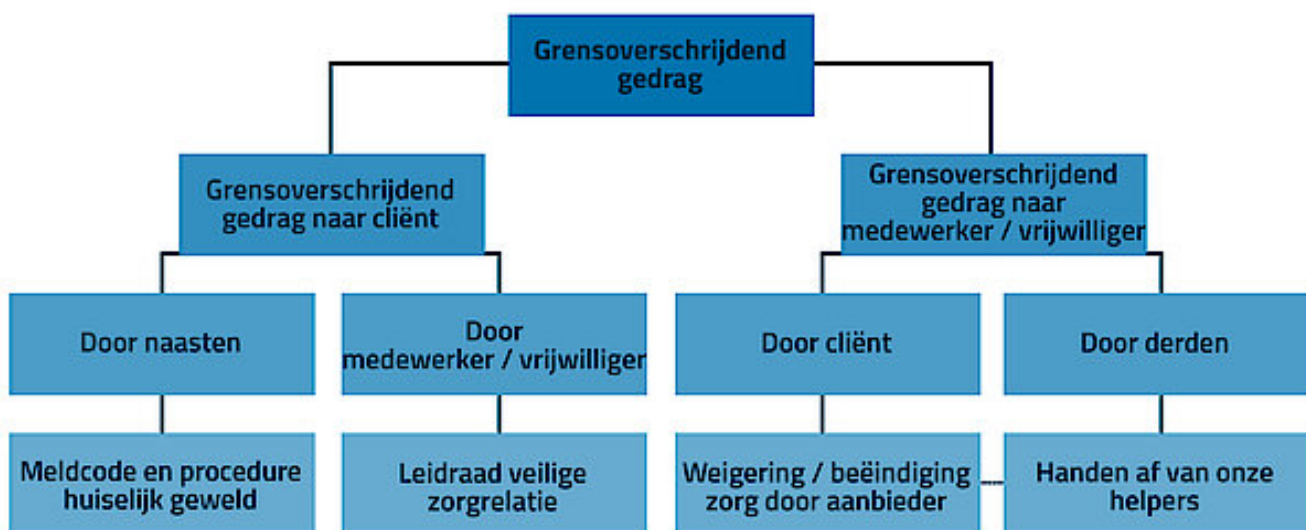 Grensoverschrijdend
gedrag
Grensoverschrijdend
gedrag naar cliënt
Grensoverschrijdend
gedrag naar
medewerker / vrijwilliger
Door naasten
Door
medewerker / vrijwilliger
Door cliënt
Door derden
Meldcode en procedure
huiselijk geweld
Leidraad veilige
zorgrelatie
Weigering / beëindiging
zorg door aanbieder
Handen af van onze
helpers